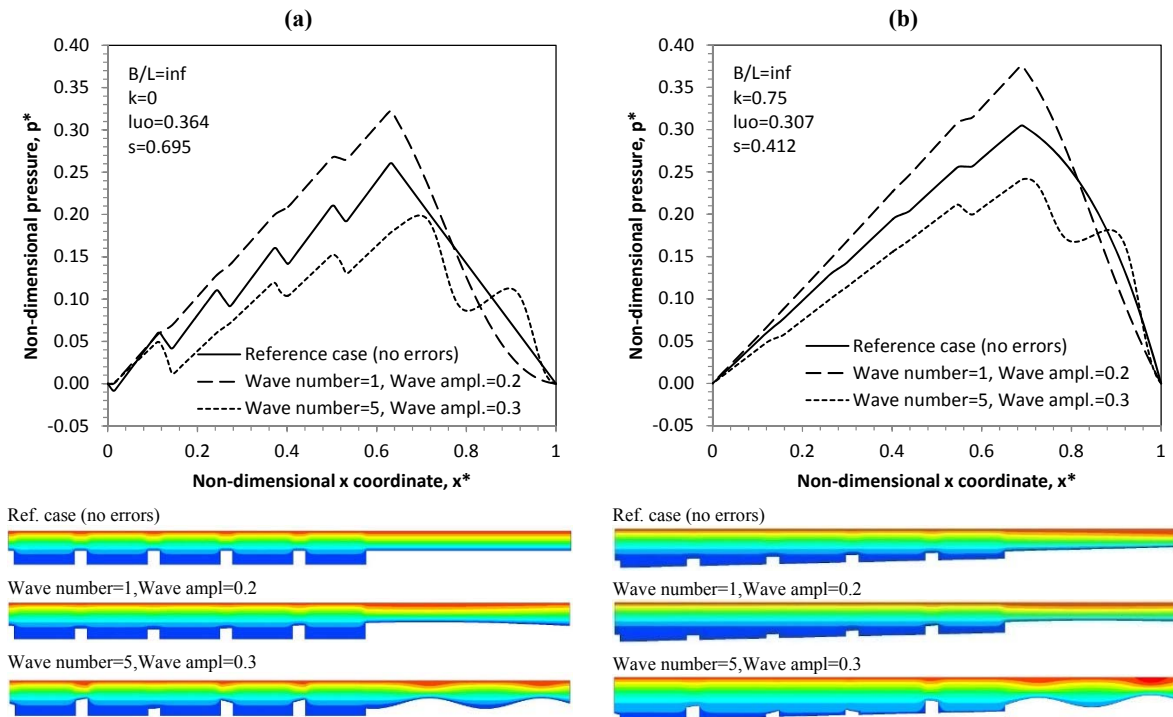 (a)
0.40
0.35
0.30
0.25
0.20
0.15
0.10
0.05
0.00
-0.05
Non-dimensional pressure, p*
B/L=inf
k=0
luo=0.364
s=0.695
Reference case (no errors)
Wave number=1, Wave ampl.=0.2
Wave number=5, Wave ampl.=0.3
0 0.2 0.4 0.6 0.8 1
Non-dimensional x coordinate, x*
Ref. case (no errors)
Wave number=1,Wave ampl=0.2
Wave number=5,Wave ampl=0.3
(b)
0.40
0.35
0.30
0.25
0.20
0.15
0.10
0.05
0.00
-0.05
Non-dimensional pressure, p*
B/L=inf
k=0.75
luo=0.307
s=0.412
Reference case (no errors)
Wave number=1, Wave ampl.=0.2
Wave number=5, Wave ampl.=0.3
0 0.2 0.4 0.6 0.8 1
Non-dimensional x coordinate, x*
Ref. case (no errors)
Wave number=1,Wave ampl=0.2
Wave number=5,Wave ampl=0.3